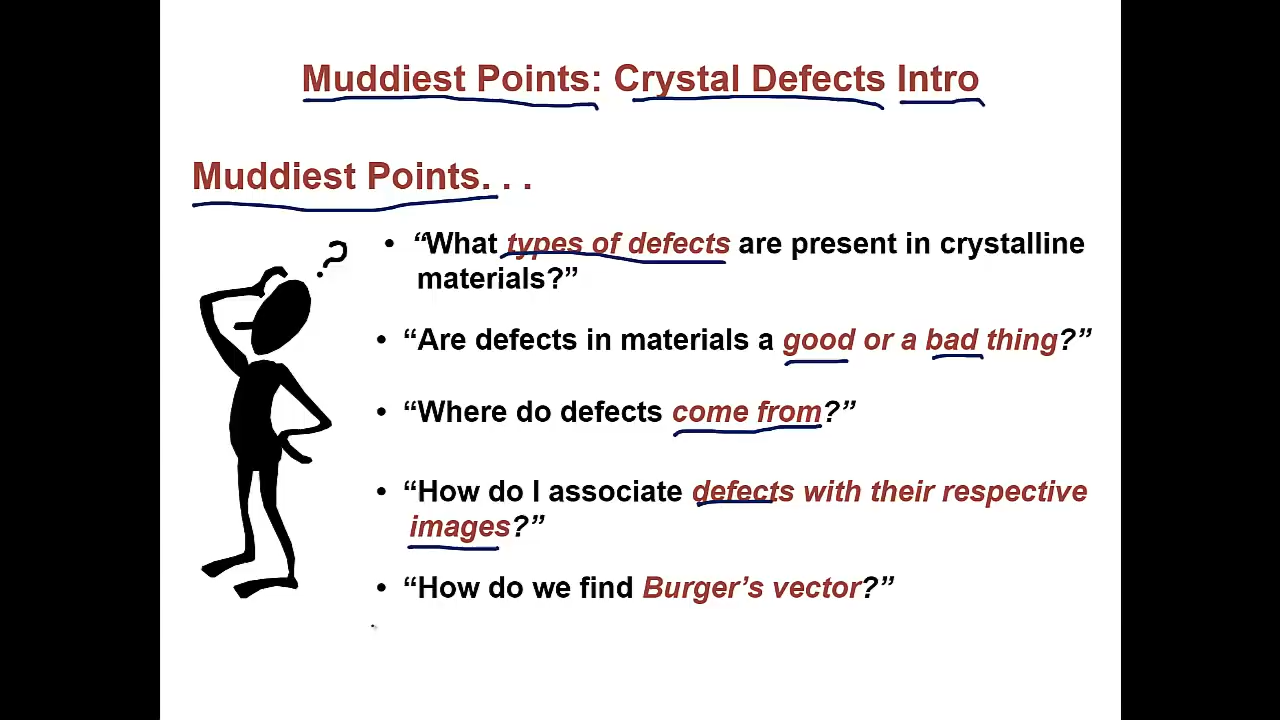 Muddiest Points: Crystal Defects Intro
Muddiest Points. . .
• “What types of defects are present in crystalline
materials?”
• “Are defects in materials a good or a bad thing?”
• “Where do defects come from?”
• “How do I associate defects with their respective
images?”
• “How do we find Burger’s vector?”
?